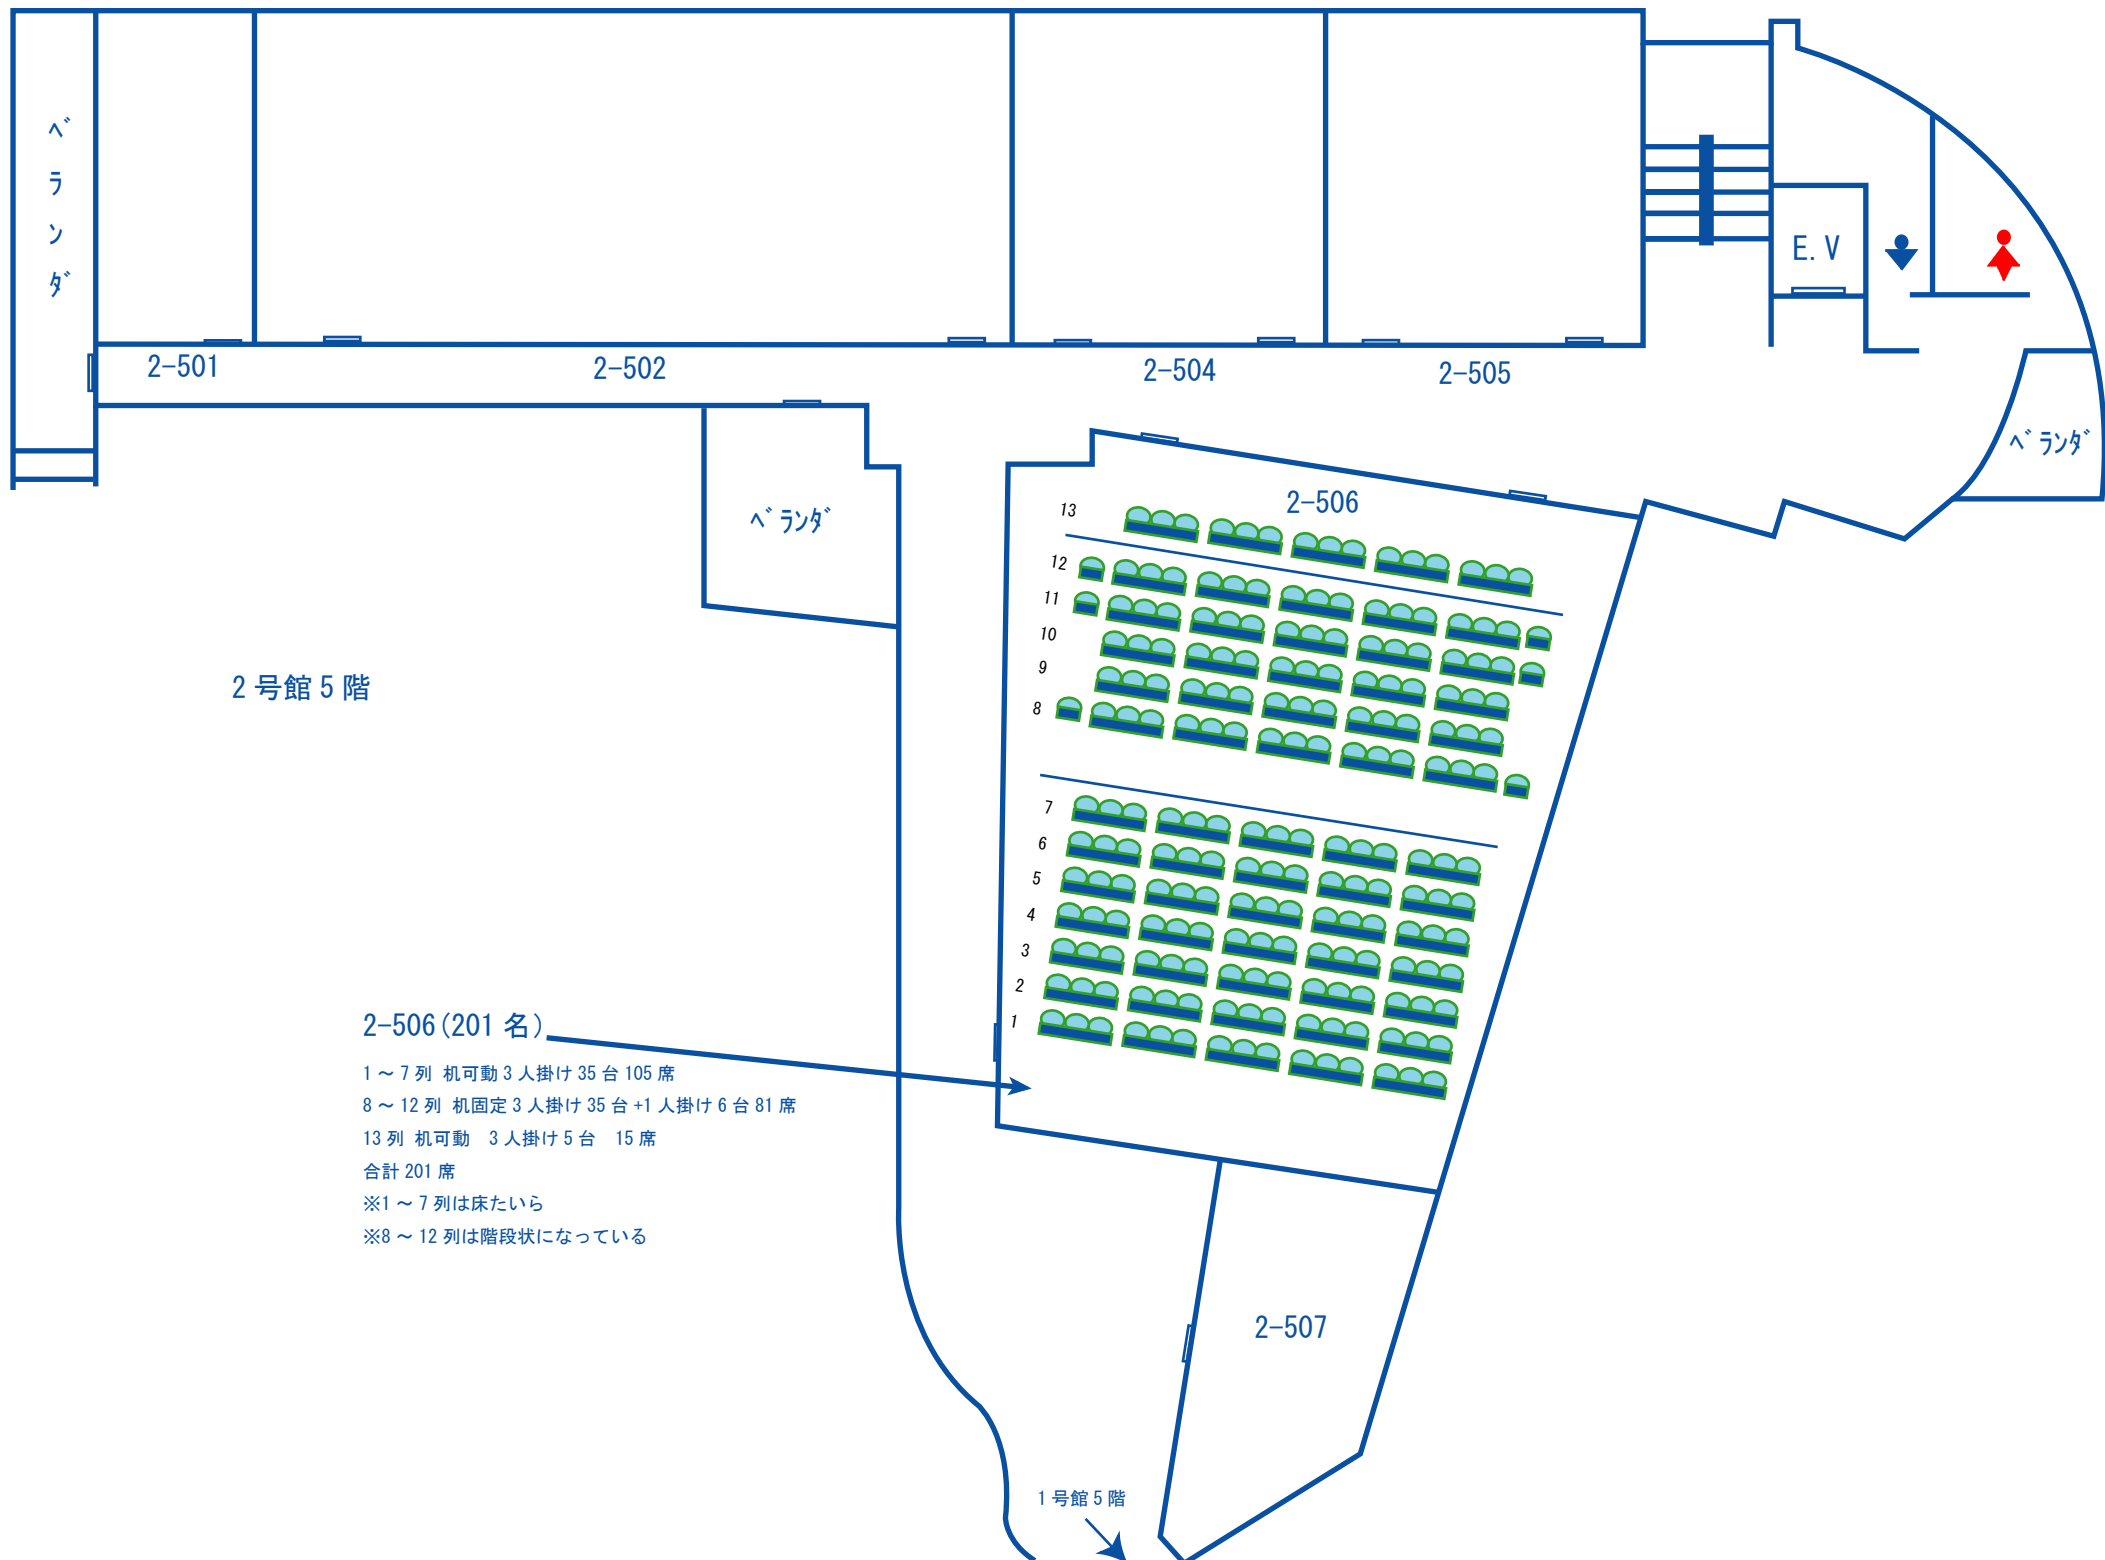 ベランダ
E.V
2-501
2-502
2-504
2-505
ベランダ
ベランダ
2-506
13
12
11
10
9
8
7
6
5
4
3
2
1
2号館5階
2-506(201名)
1～7列 机可動3人掛け35台105席
8～12列 机固定3人掛け35台+1人掛け6台81席
13列 机可動　3人掛け5台　15席
合計201席
※1～7列は床たいら
※8～12列は階段状になっている
2-507
1号館5階